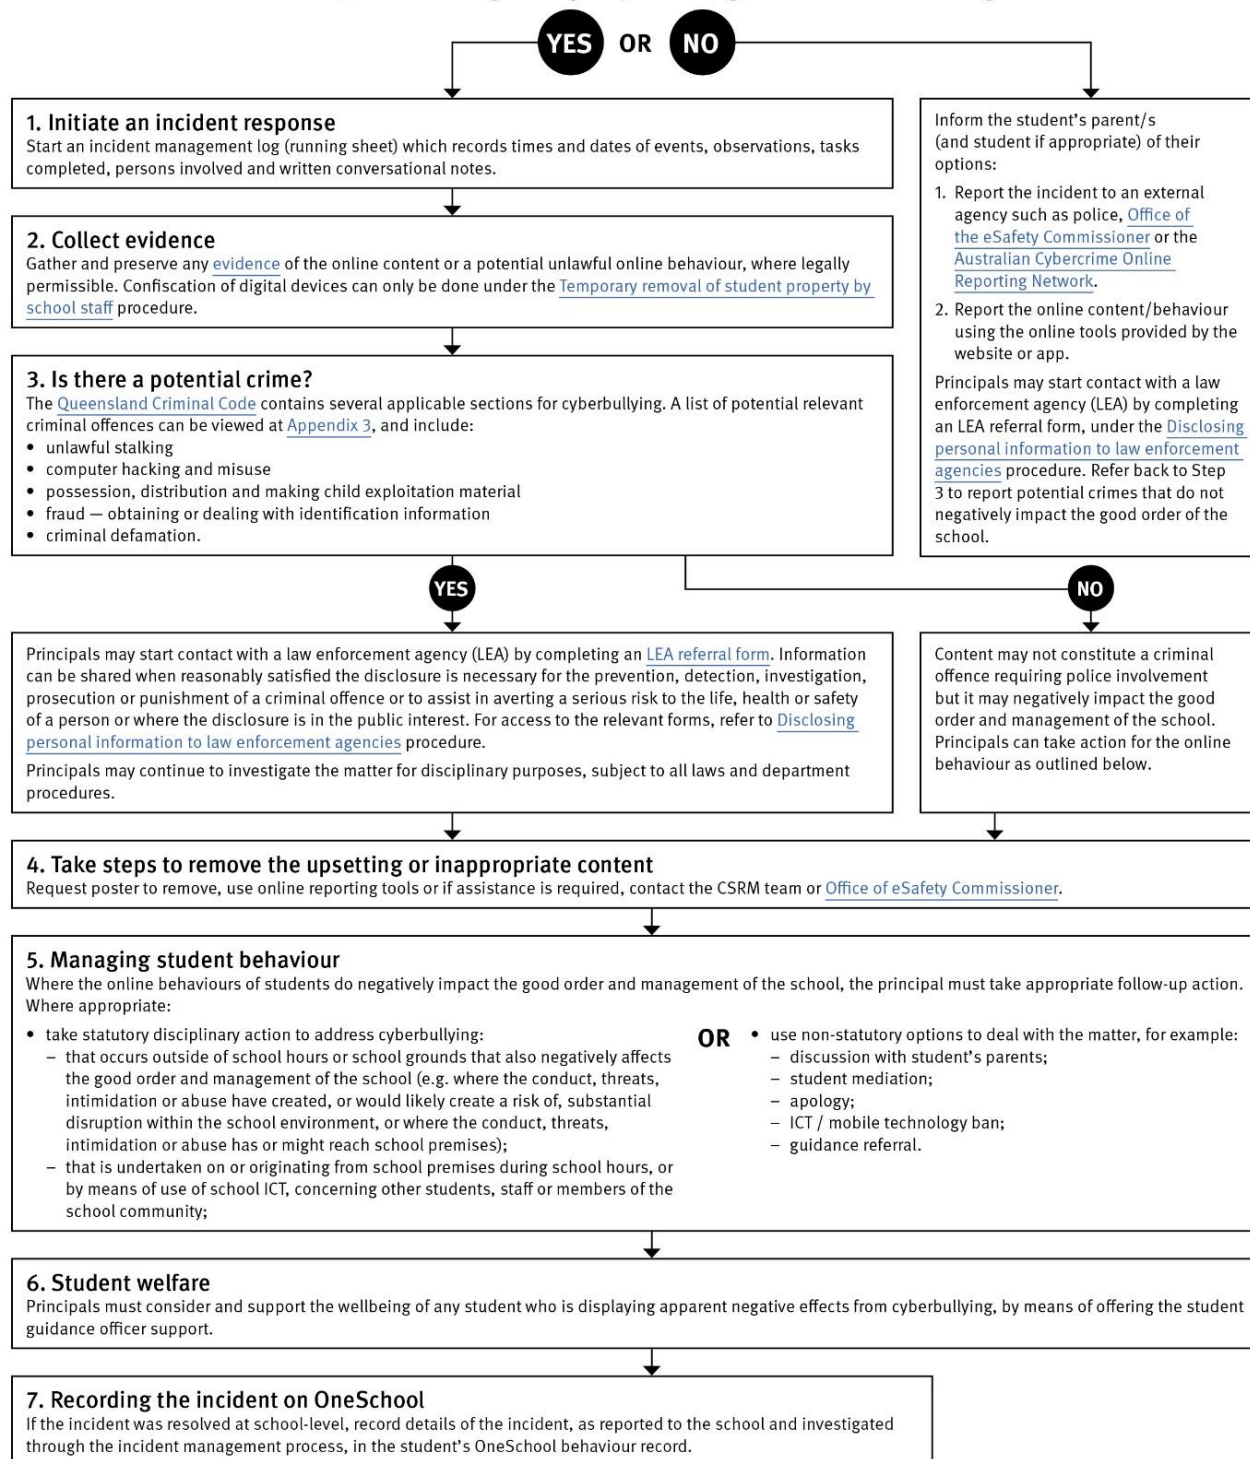 YES OR NO
1. Initiate an incident response
Start an incident management log (running sheet) which records times and dates of events, observations, tasks
completed, persons involved and written conversational notes.
2. Collect evidence
Gather and preserve any evidence of the online content or a potential unlawful online behaviour, where legally
permissible. Confiscation of digital devices can only be done under the Temporary removal of student property by
school staff procedure.
3. Is there a potential crime?
The Queensland Criminal Code contains several applicable sections for cyberbullying. A list of potential relevant
criminal offences can be viewed at Appendix 3, and include:
• unlawful stalking
• computer hacking and misuse
• possession, distribution and making child exploitation material
• fraud — obtaining or dealing with identification information
• criminal defamation.
Inform the student's parent/s
(and student if appropriate) of their
options:
1. Report the incident to an external
agency such as police, Office of
the eSafety Commissioner or the
Australian Cybercrime Online
Reporting Network.
2. Report the online content/behaviour
using the online tools provided by the
website or app.
Principals may start contact with a law
enforcement agency (LEA) by completing
an LEA referral form, under the Disclosing
personal information to law enforcement
agencies procedure. Refer back to Step
3 to report potential crimes that do not
negatively impact the good order of the
school.
YES
NO
Principals may start contact with a law enforcement agency (LEA) by completing an LEA referral form. Information
can be shared when reasonably satisfied the disclosure is necessary for the prevention, detection, investigation,
prosecution or punishment of a criminal offence or to assist in averting a serious risk to the life, health or safety
of a person or where the disclosure is in the public interest. For access to the relevant forms, refer to Disclosing
personal information to law enforcement agencies procedure.
Principals may continue to investigate the matter for disciplinary purposes, subject to all laws and department
procedures.
Content may not constitute a criminal
offence requiring police involvement
but it may negatively impact the good
order and management of the school.
Principals can take action for the online
behaviour as outlined below.
4. Take steps to remove the upsetting or inappropriate content
Request poster to remove, use online reporting tools or if assistance is required, contact the CSRM team or Office of eSafety Commissioner.
5. Managing student behaviour
Where the online behaviours of students do negatively impact the good order and management of the school, the principal must take appropriate follow-up action.
Where appropriate:
• take statutory disciplinary action to address cyberbullying:
– that occurs outside of school hours or school grounds that also negatively affects
the good order and management of the school (e.g. where the conduct, threats,
intimidation or abuse have created, or would likely create a risk of, substantial
disruption within the school environment, or where the conduct, threats,
intimidation or abuse has or might reach school premises);
– that is undertaken on or originating from school premises during school hours, or
by means of use of school ICT, concerning other students, staff or members of the
school community;
OR
• use non-statutory options to deal with the matter, for example:
– discussion with student's parents;
– student mediation;
– apology;
– ICT / mobile technology ban;
– guidance referral.
6. Student welfare
Principals must consider and support the wellbeing of any student who is displaying apparent negative effects from cyberbullying, by means of offering the student
guidance officer support.
7. Recording the incident on OneSchool
If the incident was resolved at school-level, record details of the incident, as reported to the school and investigated
through the incident management process, in the student's OneSchool behaviour record.